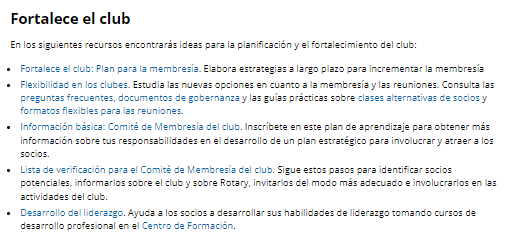 Fortalece el club
En los siguientes recursos encontrarás ideas para la planificación y el fortalecimiento del club:
• Fortalece el club: Plan para la membresía. Elabora estrategias a largo plazo para incrementar la membresía
• Flexibilidad en los clubes. Estudia las nuevas opciones en cuanto a la membresía y las reuniones. Consulta las
preguntas frecuentes, documentos de gobernanza y las guías prácticas sobre clases alternativas de socios y
formatos flexibles para las reuniones.
• Información básica: Comité de Membresía del club. Inscríbete en este plan de aprendizaje para obtener más
información sobre tus responsabilidades en el desarrollo de un plan estratégico para involucrar y atraer a los
socios.
• Lista de verificación para el Comité de Membresía del club. Sigue estos pasos para identificar socios
potenciales, informarlos sobre el club y sobre Rotary, invitarlos del modo más adecuado e involucrarlos en las
actividades del club.
• Desarrollo del liderazgo. Ayuda a los socios a desarrollar sus habilidades de liderazgo tomando cursos de
desarrollo profesional en el Centro de Formación.